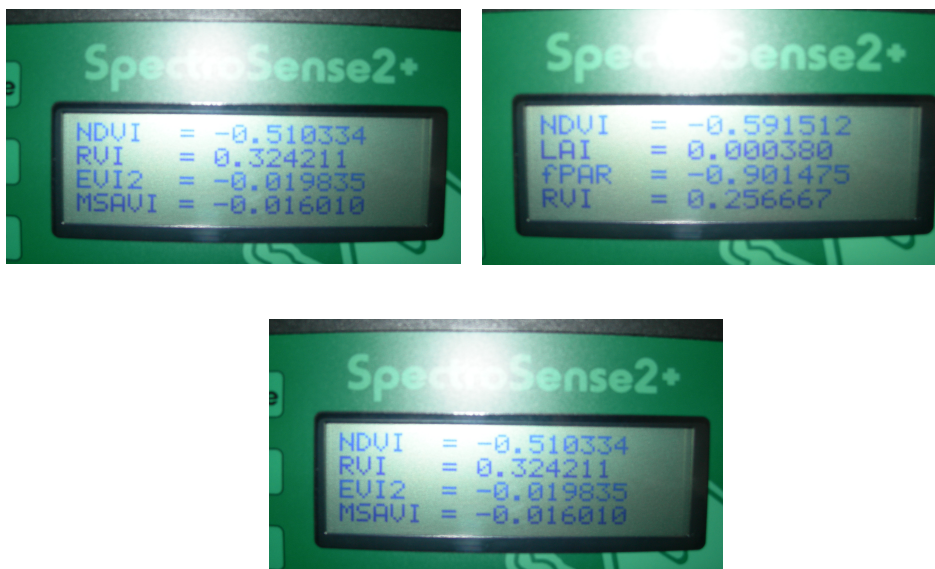 SpectroSense2+
NDVI = -0.510334
RVI = 0.324211
EVI2 = -0.019835
MSAVI = -0.016010
SpectroSense2+
NDVI = -0.591512
LAI = 0.000380
fPAR = -0.901475
RVI = 0.256667
SpectroSense2+
NDVI = -0.510334
RVI = 0.324211
EVI2 = -0.019835
MSAVI = -0.016010